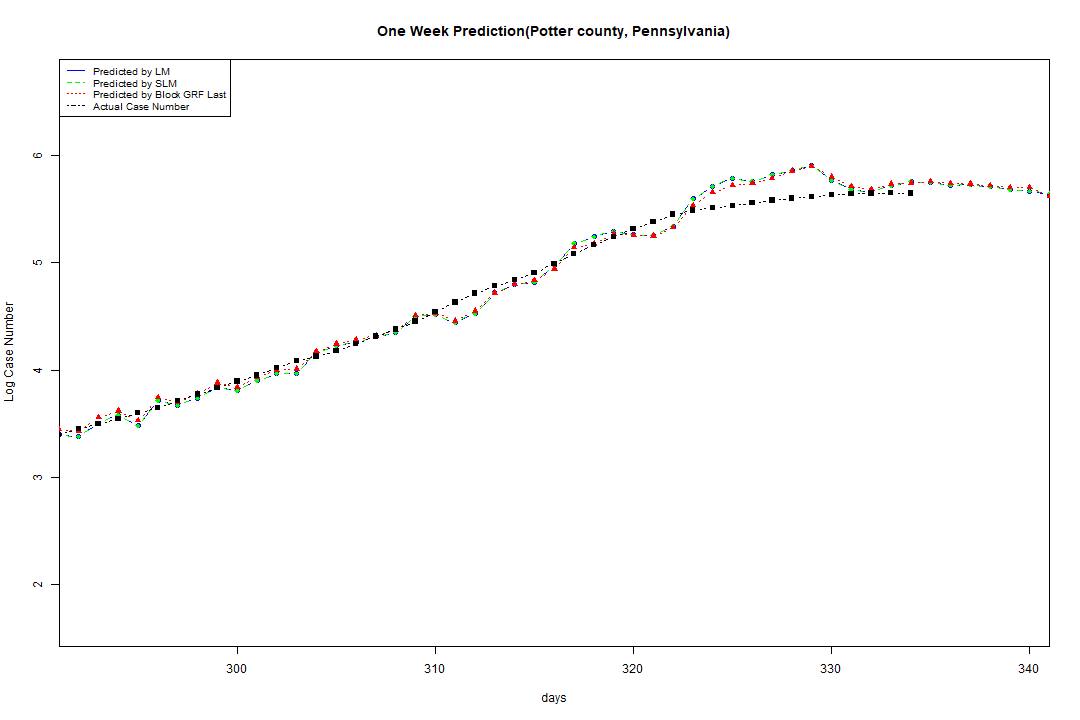 One Week Prediction(Potter county, Pennsylvania)
Predicted by LM
Predicted by SLM
Predicted by Block GRF Last
Actual Case Number
6
5
4
3
2
Log Case Number
300 310 320 330 340
days